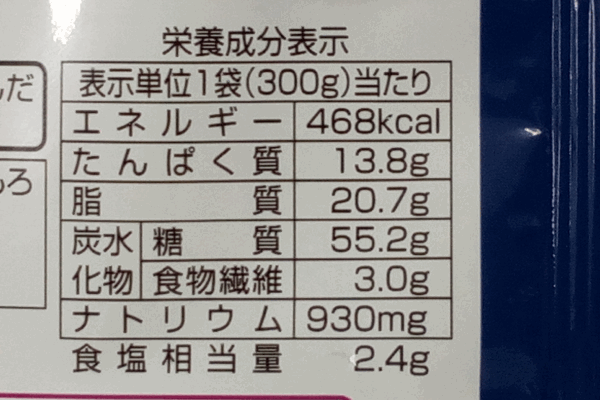 栄養成分表示
表示単位1袋(300g)当たり
エネルギー 468kcal
たんぱく質 13.8g
脂質 20.7g
炭水化物 糖質 55.2g
食物繊維 3.0g
ナトリウム 930mg
食塩相当量 2.4g
だ
ろ